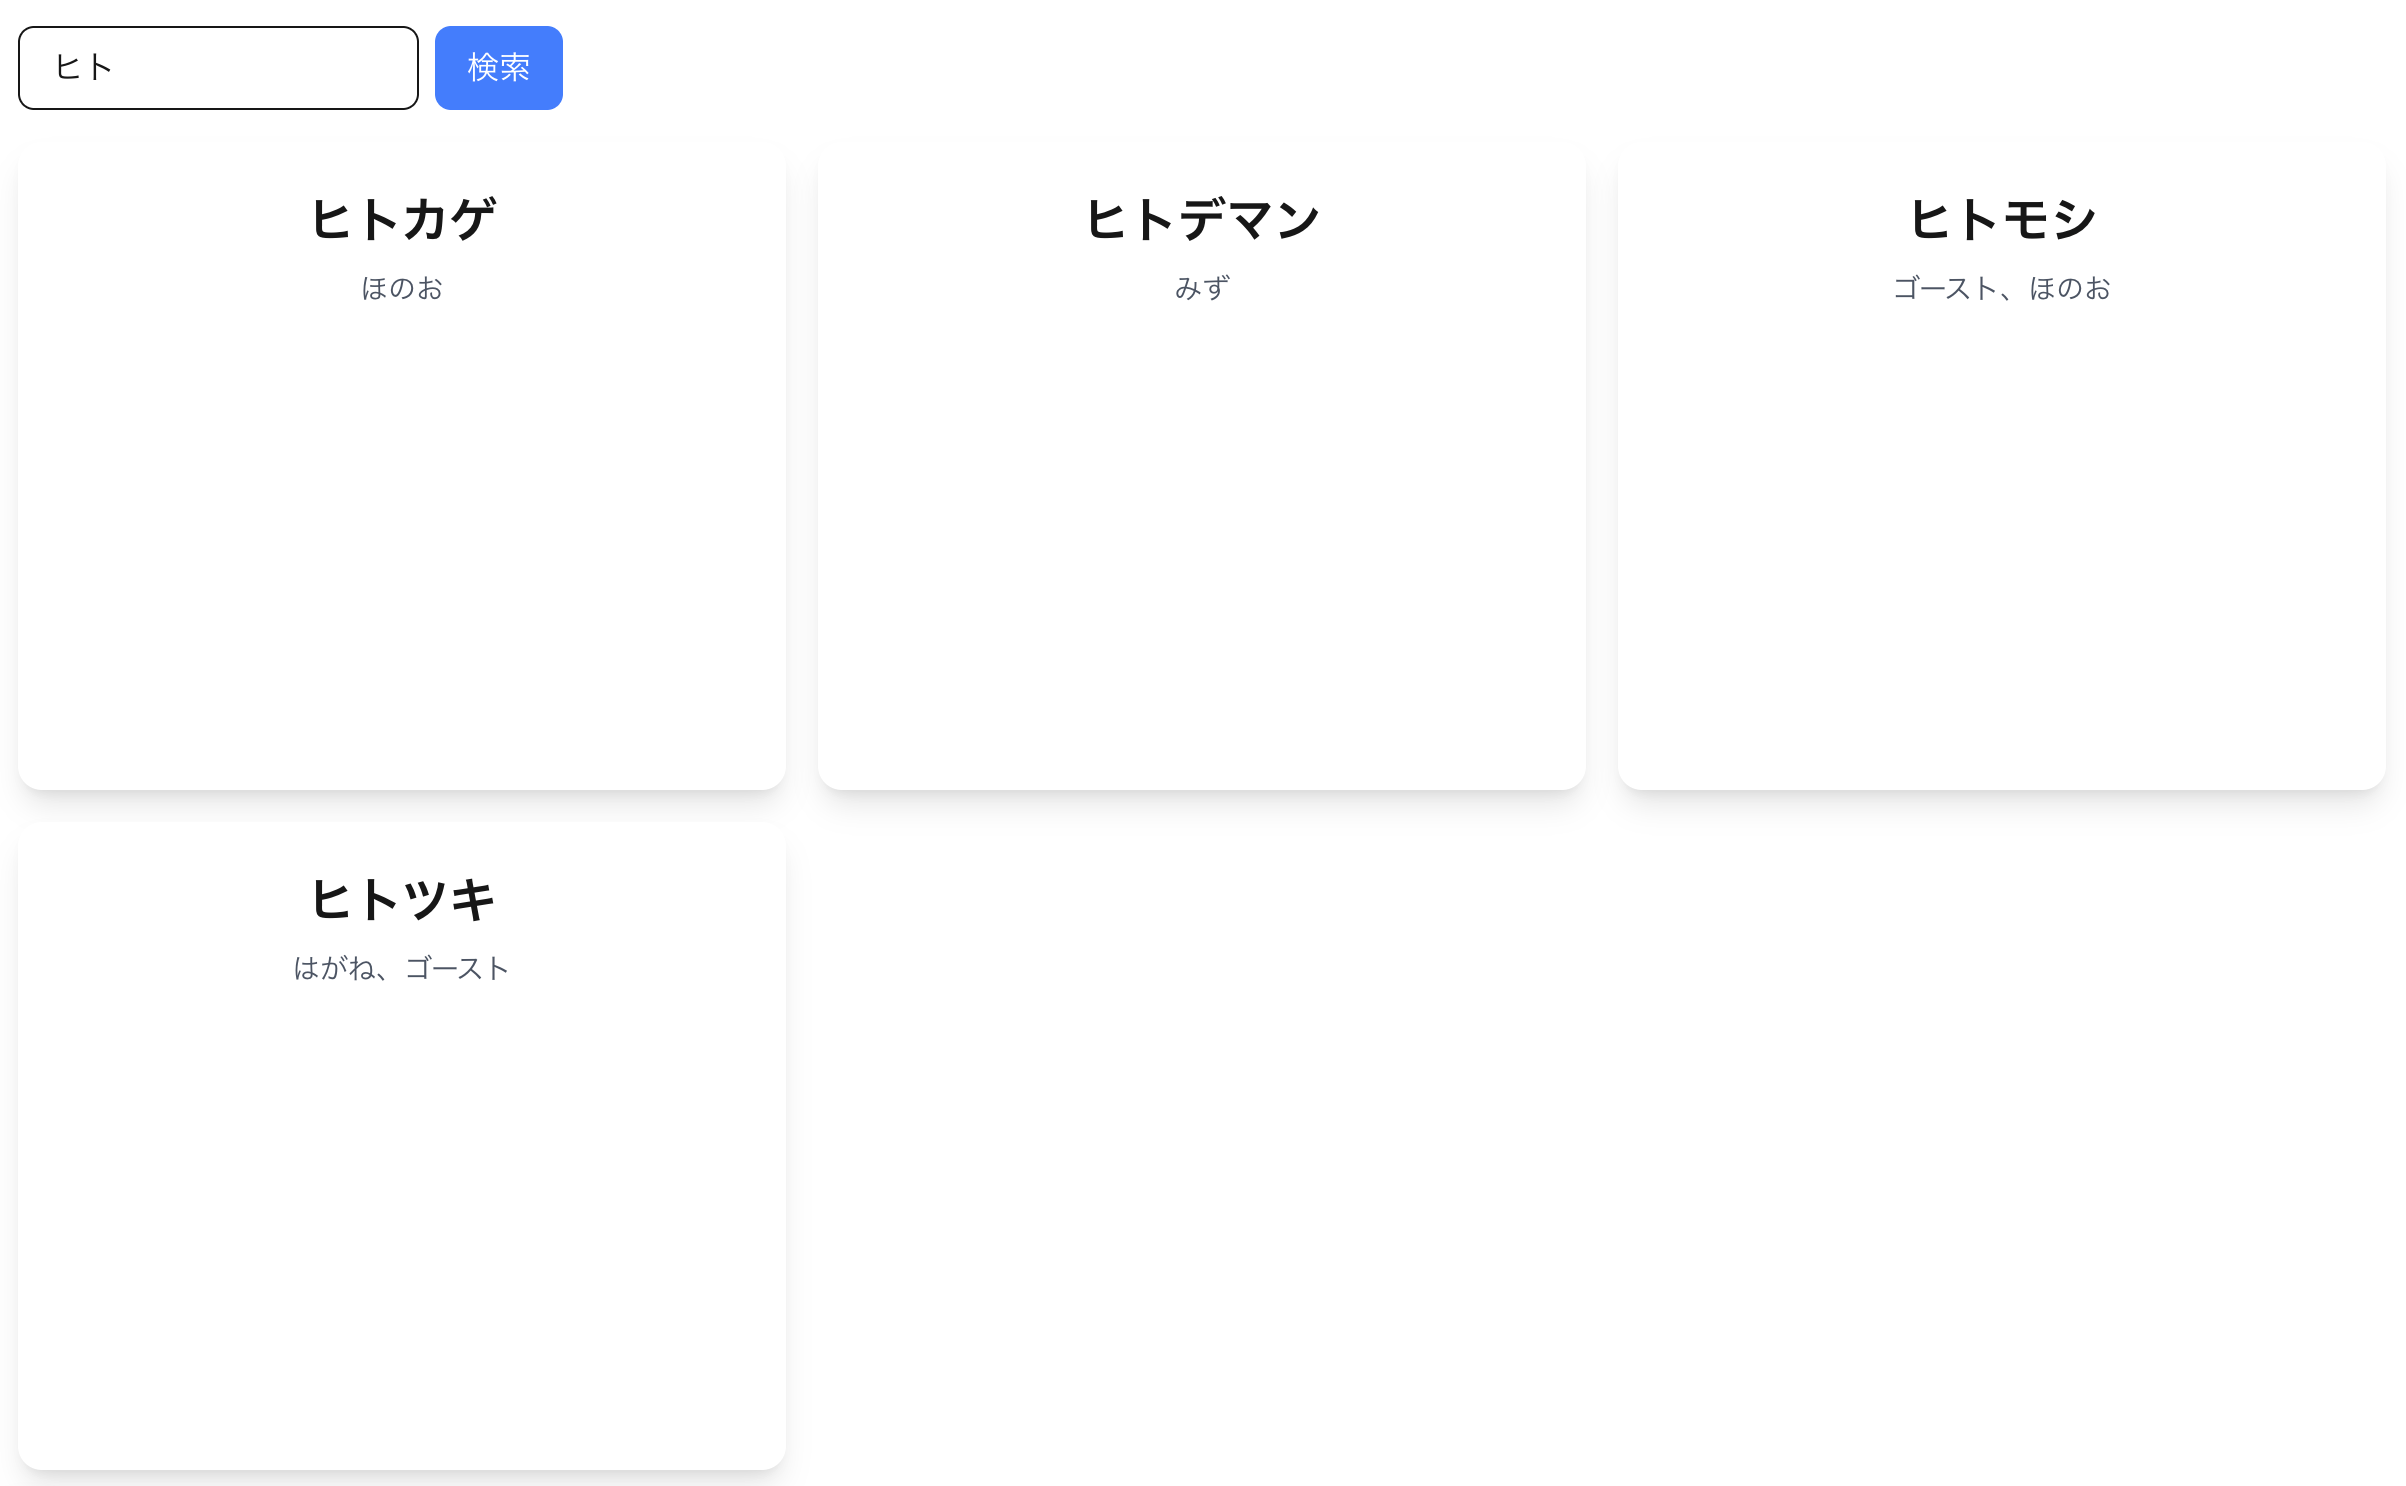 ヒト
検索
ヒトカゲ
ほのお
ヒトデマン
みず
ヒトモシ
ゴースト、ほのお
ヒトツキ
はがね、ゴースト